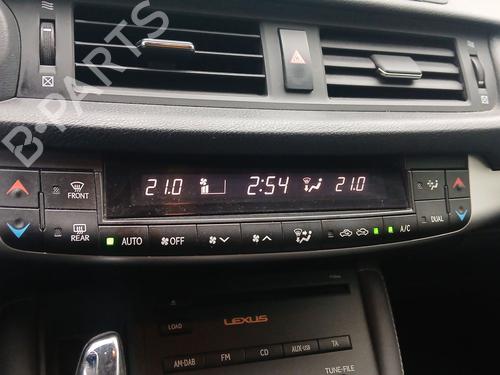 B-PARTS
21.0 2:54 21.0
FRONT
REAR
AUTO OFF A/C DUAL
LOAD
LEXUS
AM•DAB FM CD AUX•USB TA
TUNE•FILE